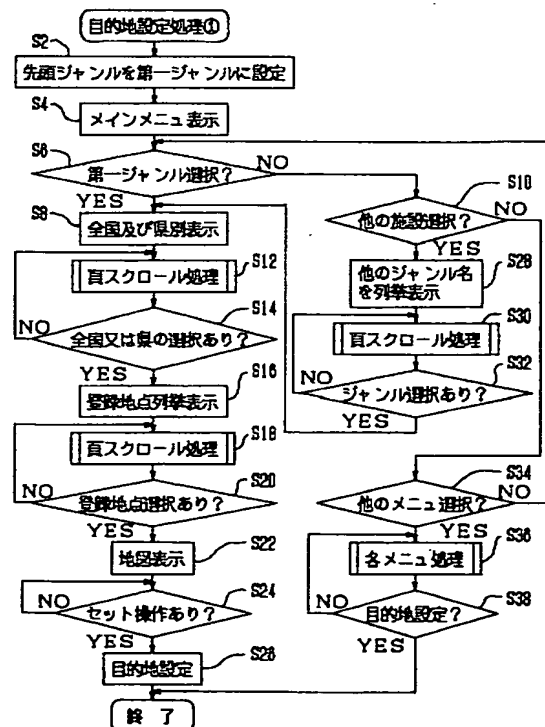 目的地設定処理①
S2
先頭ジャンルを第一ジャンルに設定
S4
メインメニュ表示
S6
第一ジャンル選択?
NO
YES
S8
全国及び県別表示
S12
頁スクロール処理
S14
全国又は県の選択あり?
NO
YES
S16
登録地点列挙表示
S18
頁スクロール処理
S20
登録地点選択あり?
NO
YES
S22
地図表示
S24
セット操作あり?
NO
YES
S26
目的地設定
S10
他の施設選択?
NO
YES
S28
他のジャンル名
を列挙表示
S30
頁スクロール処理
S32
ジャンル選択あり?
NO
YES
S34
他のメニュ選択?
NO
YES
S36
各メニュ処理
S38
目的地設定?
NO
YES
終了